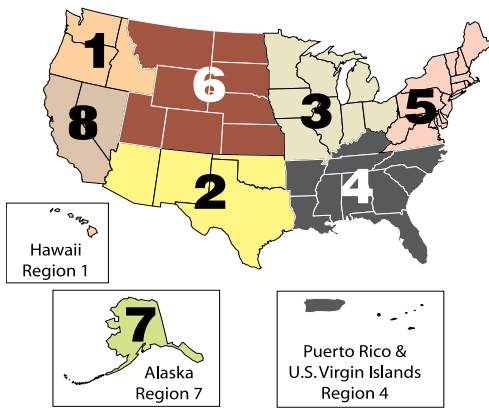 1
6
3
5
8
4
2
Hawaii
Region 1
7
Alaska
Region 7
Puerto Rico &
U.S. Virgin Islands
Region 4